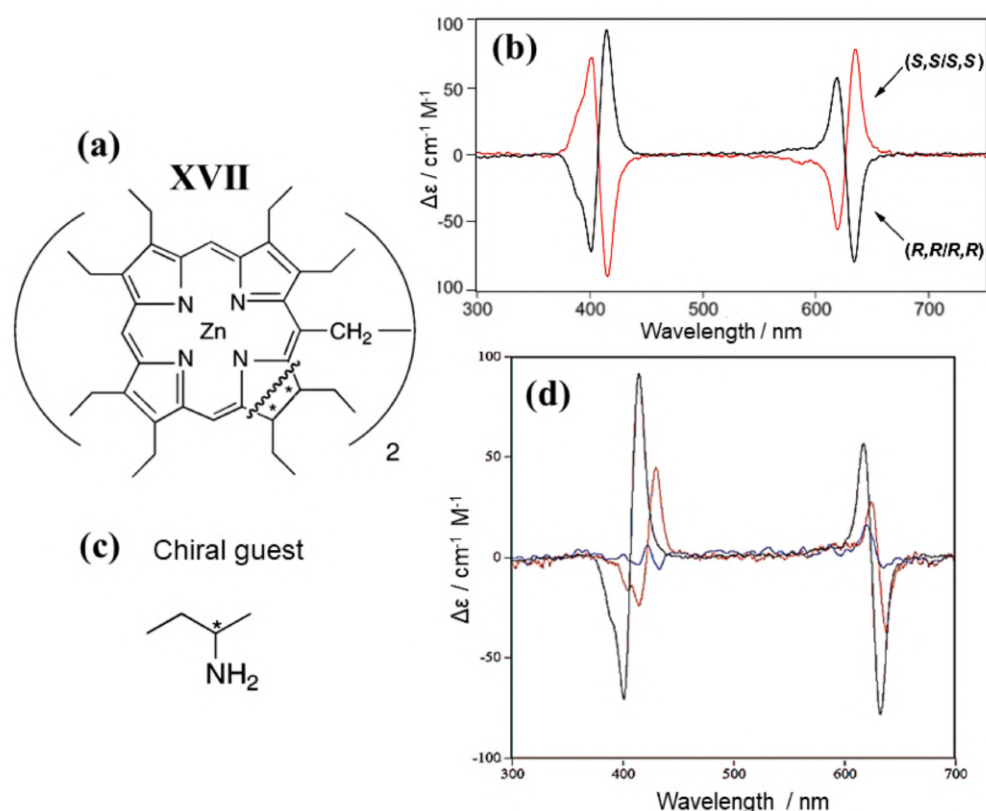 (a)
XVII
N
N
Zn
CH2
N
N
*
*
2
(c) Chiral guest
*
NH2
(b)
100
50
0
-50
100
Δε / cm-1 M-1
(S,S/S,S)
(R,R/R,R)
300
400
500
600
700
Wavelength / nm
(d)
100
50
0
-50
-100
Δε / cm-1 M-1
300
400
500
600
700
Wavelength / nm